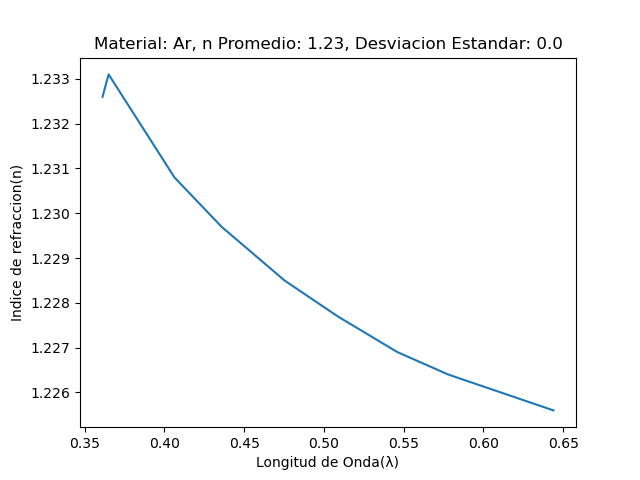 Material: Ar, n Promedio: 1.23, Desviacion Estandar: 0.0
1.233
1.232
1.231
1.230
1.229
1.228
1.227
1.226
Indice de refraccion(n)
0.35 0.40 0.45 0.50 0.55 0.60 0.65
Longitud de Onda(λ)